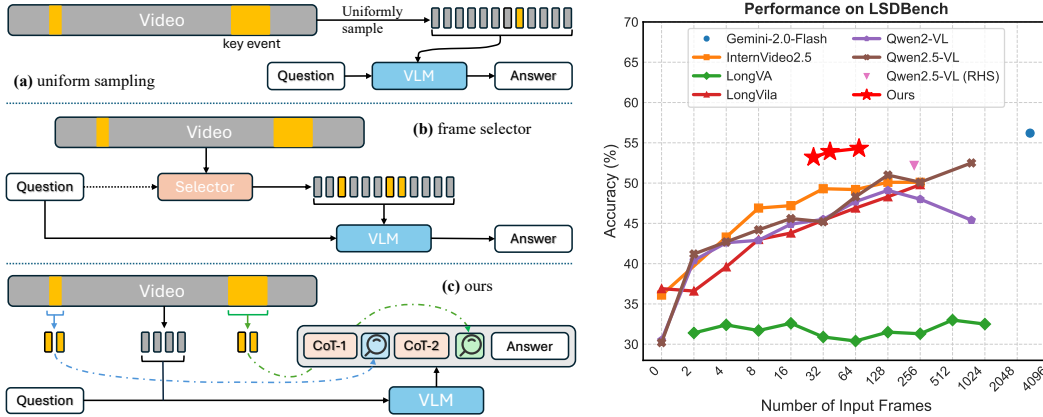 Video
key event
Uniformly
sample
(a) uniform sampling
Question
VLM
Answer
Video
(b) frame selector
Question
Selector
VLM
Answer
Video
(c) ours
CoT-1
CoT-2
Answer
Question
VLM
Performance on LSDBench
Gemini-2.0-Flash
InternVideo2.5
LongVA
LongVila
Qwen2-VL
Qwen2.5-VL
Qwen2.5-VL (RHS)
Ours
Accuracy (%)
70
65
60
55
50
45
40
35
30
0 2 4 8 16 32 64 128 256 512 1024 2048 4096
Number of Input Frames